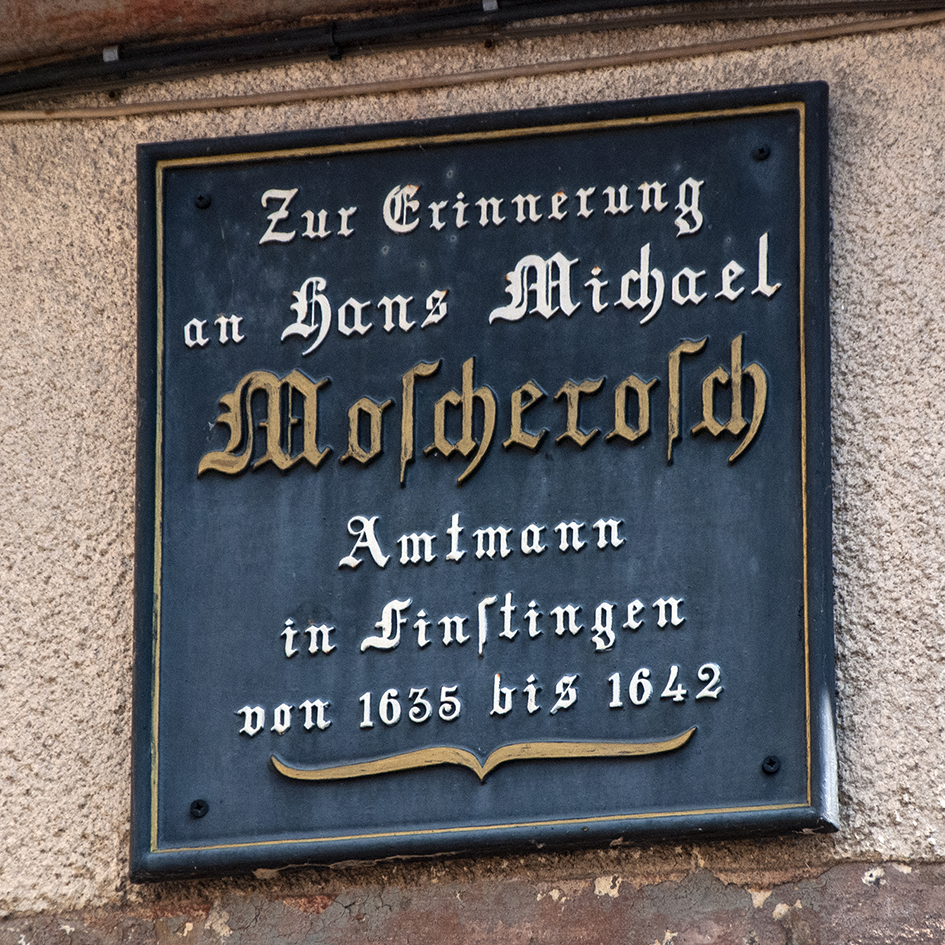 Zur Erinnerung
an Hans Michael
Moſcheroſch
Amtmann
in Finſtingen
von 1635 bis 1642